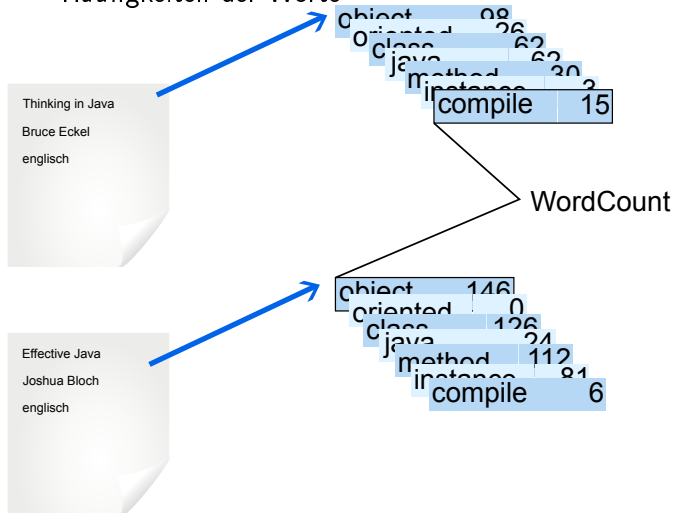 Häufigkeiten der Worte
object 98
oriented 26
class 62
java 62
method 30
instance 3
compile 15
Thinking in Java
Bruce Eckel
englisch
WordCount
object 146
oriented 0
class 126
java 24
method 112
instance 81
compile 6
Effective Java
Joshua Bloch
englisch